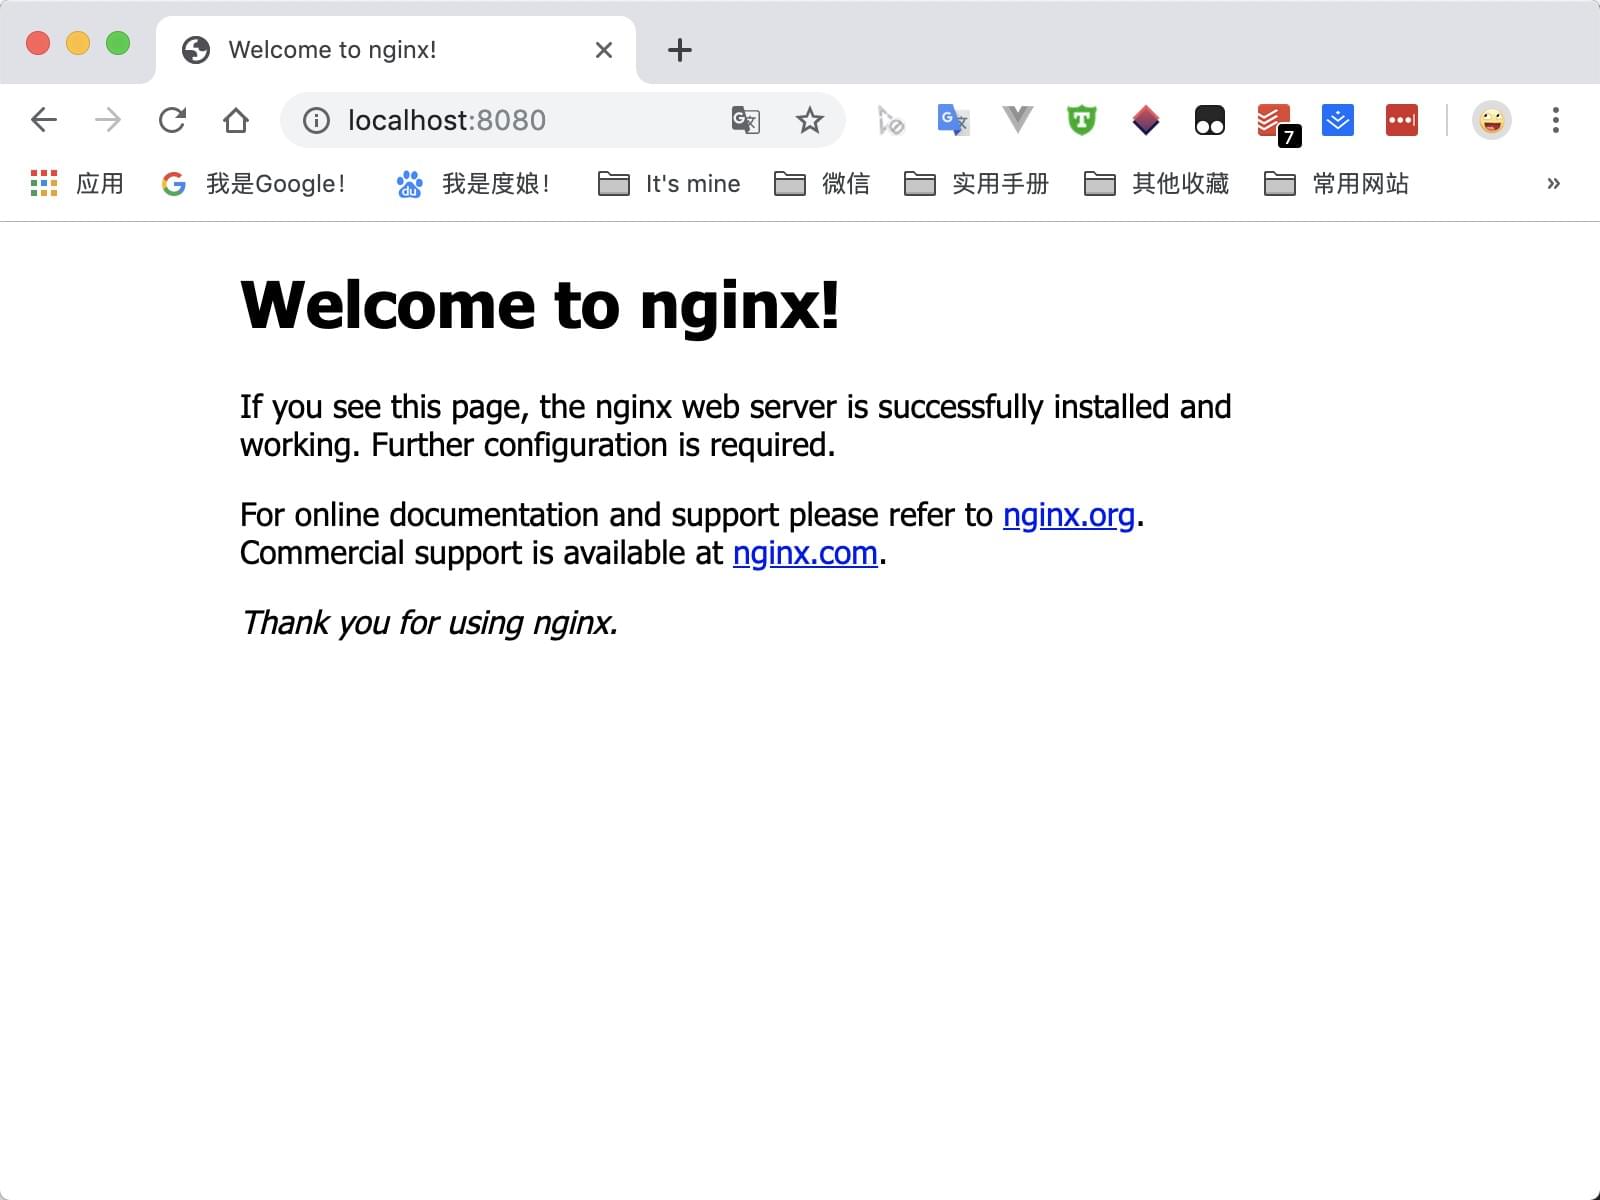 Welcome to nginx!
localhost:8080
7
应用 我是Google! 我是度娘! It's mine 微信 实用手册 其他收藏 常用网站 »
Welcome to nginx!
If you see this page, the nginx web server is successfully installed and
working. Further configuration is required.
For online documentation and support please refer to nginx.org.
Commercial support is available at nginx.com.
Thank you for using nginx.